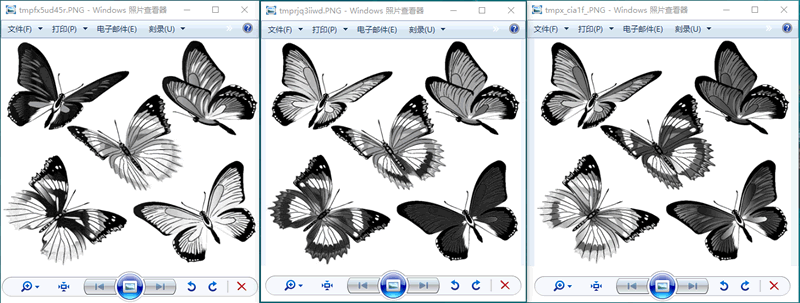 tmpfx5ud45r.PNG - Windows 照片查看器
文件(F) 打印(P) 电子邮件(E) 刻录(U) »
tmprjq3iiwd.PNG - Windows 照片查看器
文件(F) 打印(P) 电子邮件(E) 刻录(U) »
tmpx_cia1f_.PNG - Windows 照片查看器
文件(F) 打印(P) 电子邮件(E) 刻录(U) »